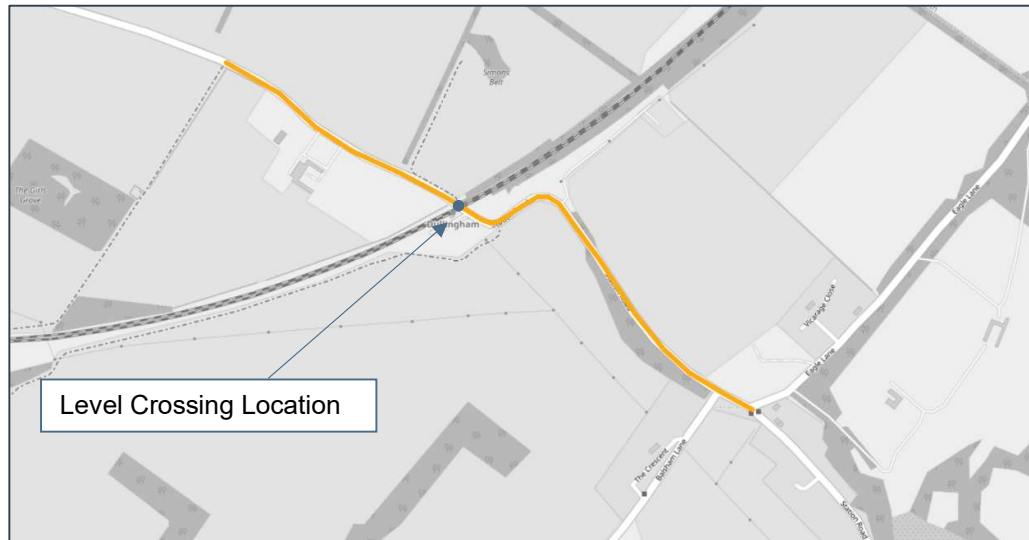 Simons
Belt
The Girls
Grove
Dullingham
Eagle Lane
Vicarage Close
Eagle Lane
Level Crossing Location
The Crescent
Balsham Lane
Station Road